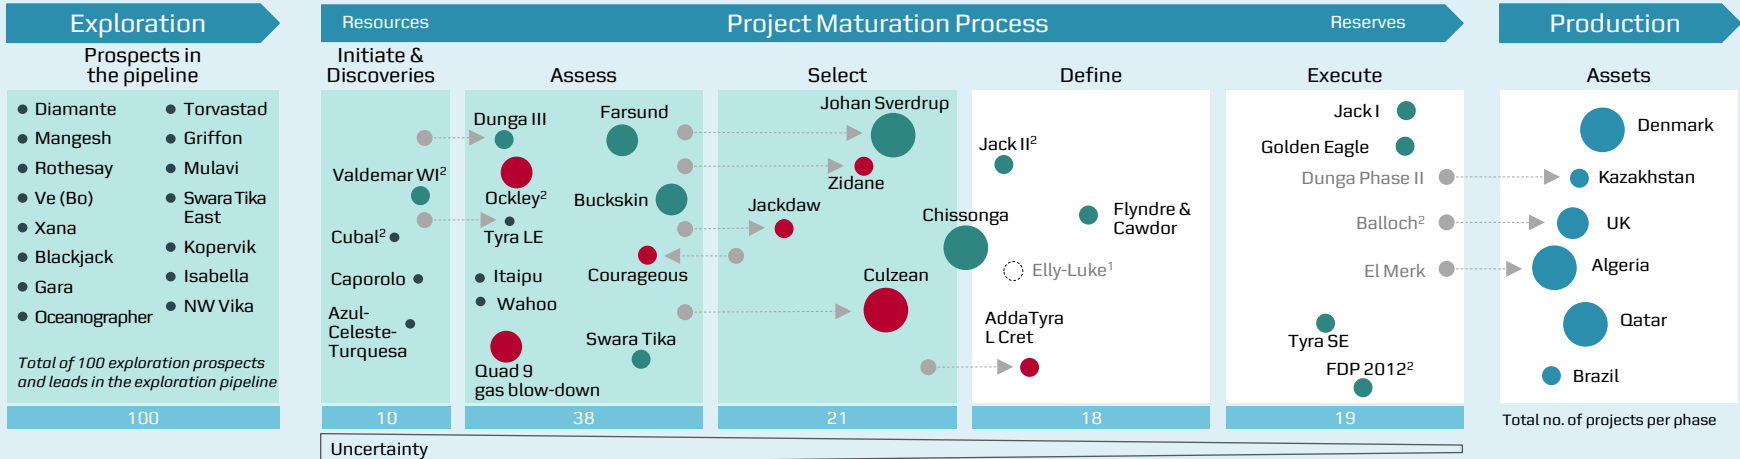 Exploration
Resources
Project Maturation Process
Reserves
Production
Prospects in
the pipeline
Initiate &
Discoveries
Assess
Select
Define
Execute
Assets
Diamante
Mangesh
Rothesay
Ve (Bo)
Xana
Blackjack
Gara
Oceanographer
Torvastad
Griffon
Mulavi
Swara Tika
East
Kopervik
Isabella
NW Vika
Total of 100 exploration prospects
and leads in the exploration pipeline
Valdemar WI²
Cubal²
Caporolo
Azul-
Celeste-
Turquesa
Dunga III
Farsund
Ockley²
Buckskin
Tyra LE
Courageous
Itaipu
Wahoo
Swara Tika
Quad 9
gas blow-down
Johan Sverdrup
Zidane
Jackdaw
Chissonga
Culzean
Jack II²
Flyndre &
Cawdor
Elly-Luke¹
AddaTyra
L Cret
Jack I
Golden Eagle
Dunga Phase II
Balloch²
El Merk
Tyra SE
FDP 2012²
Denmark
Kazakhstan
UK
Algeria
Qatar
Brazil
100
10
38
21
18
19
Total no. of projects per phase
Uncertainty